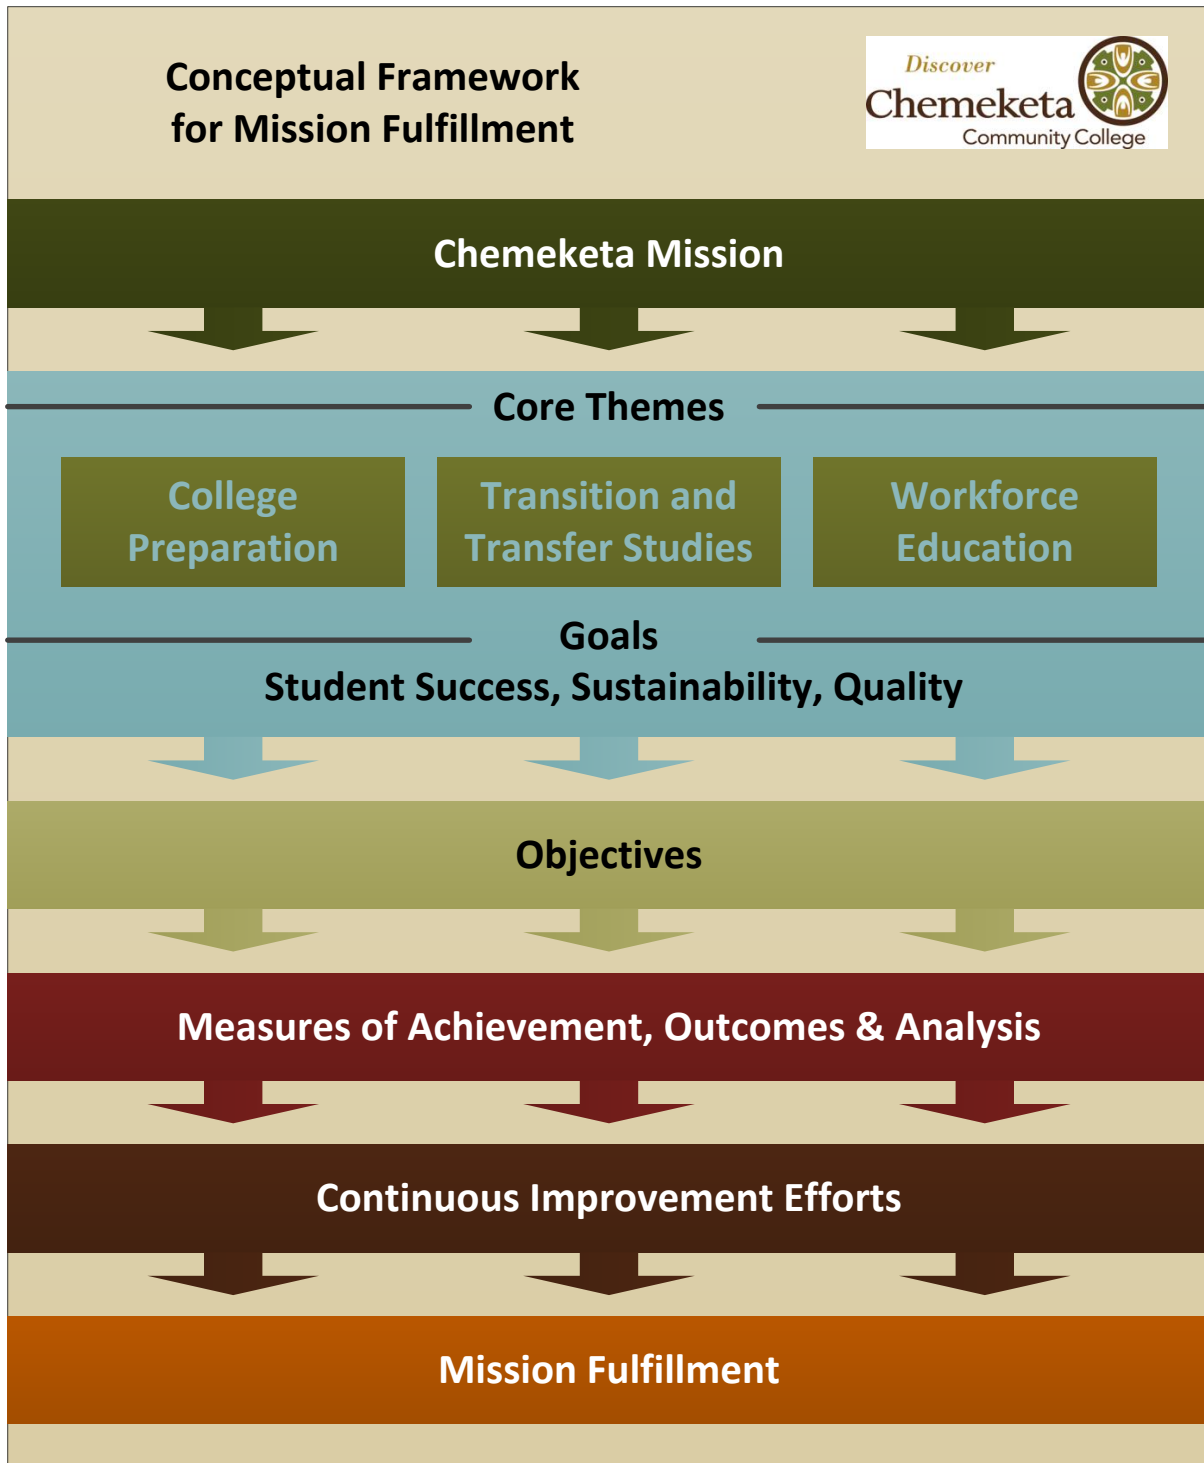 Conceptual Framework
for Mission Fulfillment
Discover
Chemeketa
Community College
Chemeketa Mission
Core Themes
College
Preparation
Transition and
Transfer Studies
Workforce
Education
Goals
Student Success, Sustainability, Quality
Objectives
Measures of Achievement, Outcomes & Analysis
Continuous Improvement Efforts
Mission Fulfillment